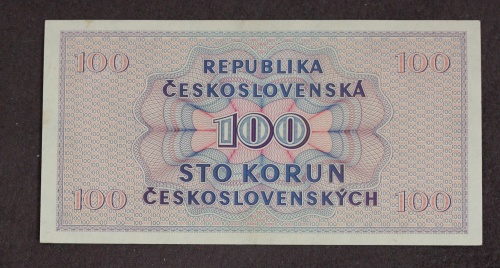 100 REPUBLIKA 100
ČESKOSLOVENSKÁ
100
STO KORUN
100 ČESKOSLOVENSKÝCH 100